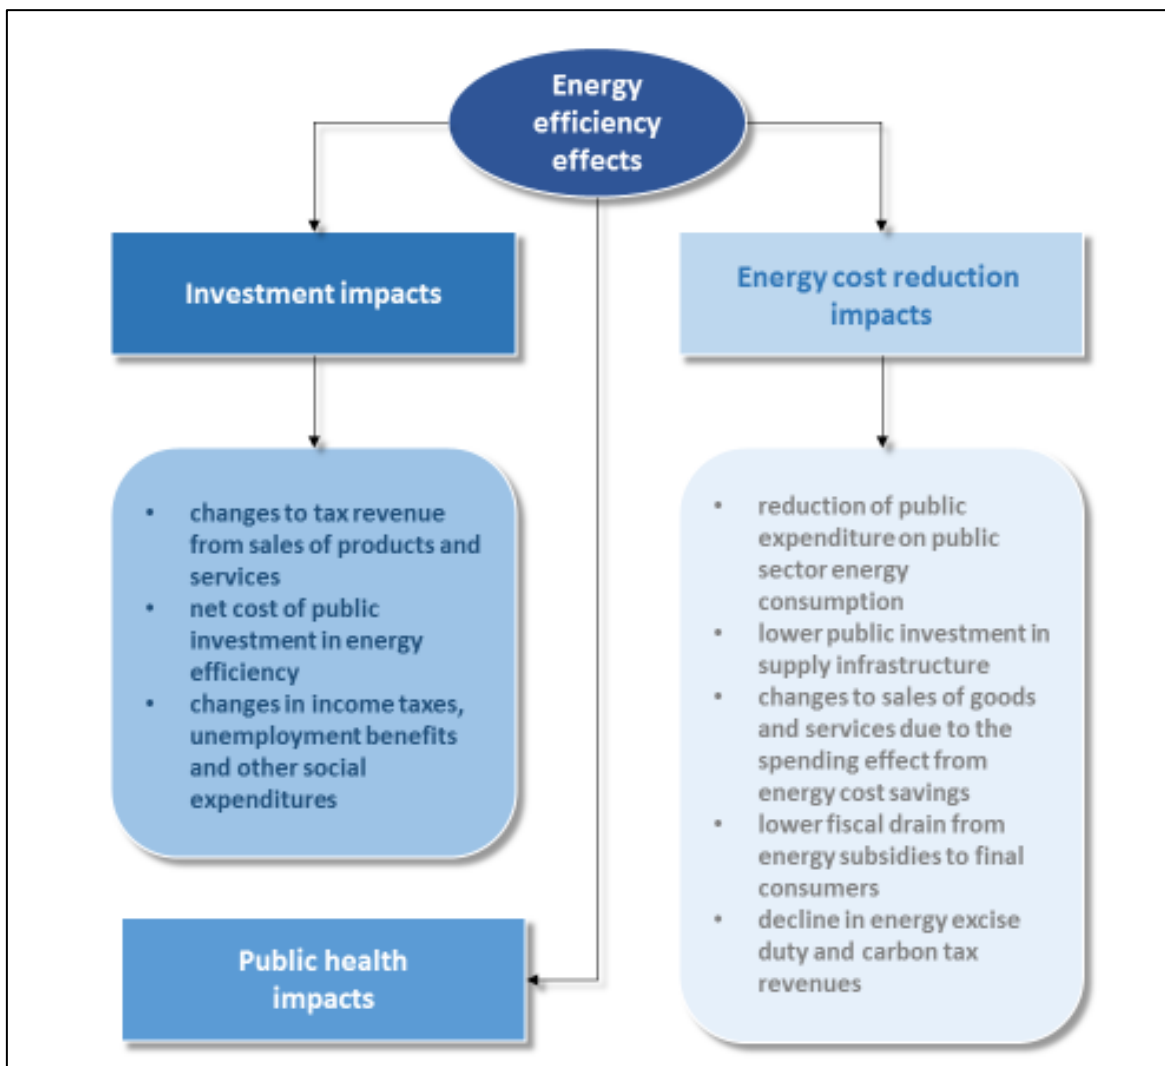 Energy
efficiency
effects
Investment impacts
• changes to tax revenue
from sales of products and
services
• net cost of public
investment in energy
efficiency
• changes in income taxes,
unemployment benefits
and other social
expenditures
Public health
impacts
Energy cost reduction
impacts
• reduction of public
expenditure on public
sector energy
consumption
• lower public investment in
supply infrastructure
• changes to sales of goods
and services due to the
spending effect from
energy cost savings
• lower fiscal drain from
energy subsidies to final
consumers
• decline in energy excise
duty and carbon tax
revenues